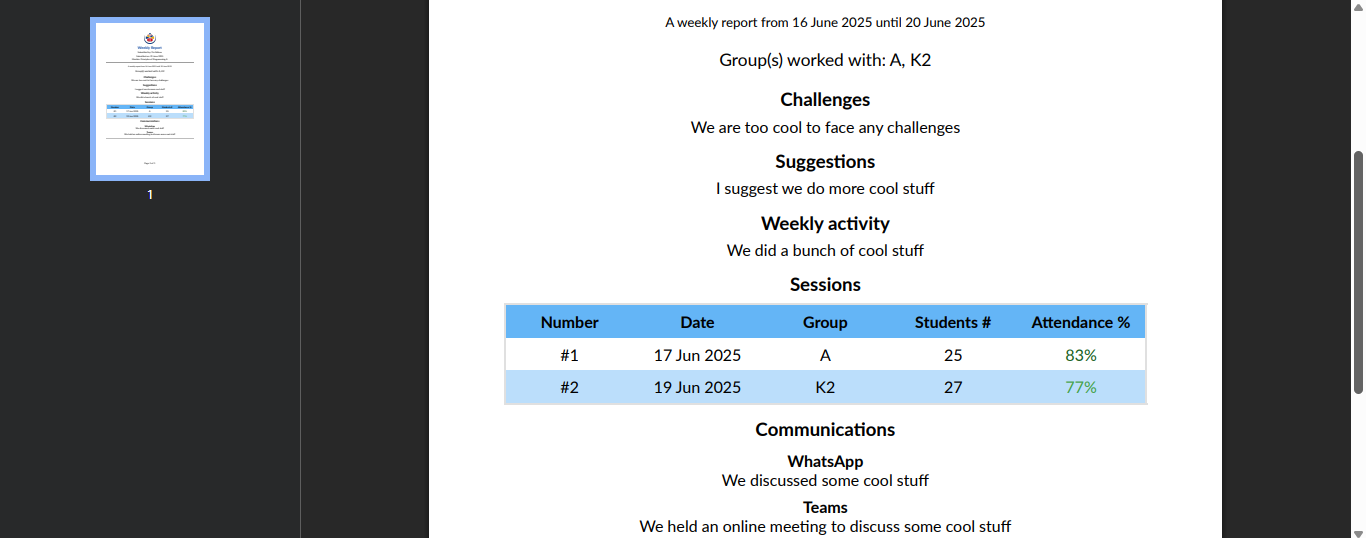 1
A weekly report from 16 June 2025 until 20 June 2025
Group(s) worked with: A, K2
Challenges
We are too cool to face any challenges
Suggestions
I suggest we do more cool stuff
Weekly activity
We did a bunch of cool stuff
Sessions
Number Date Group Students # Attendance %
#1 17 Jun 2025 A 25 83%
#2 19 Jun 2025 K2 27 77%
Communications
WhatsApp
We discussed some cool stuff
Teams
We held an online meeting to discuss some cool stuff